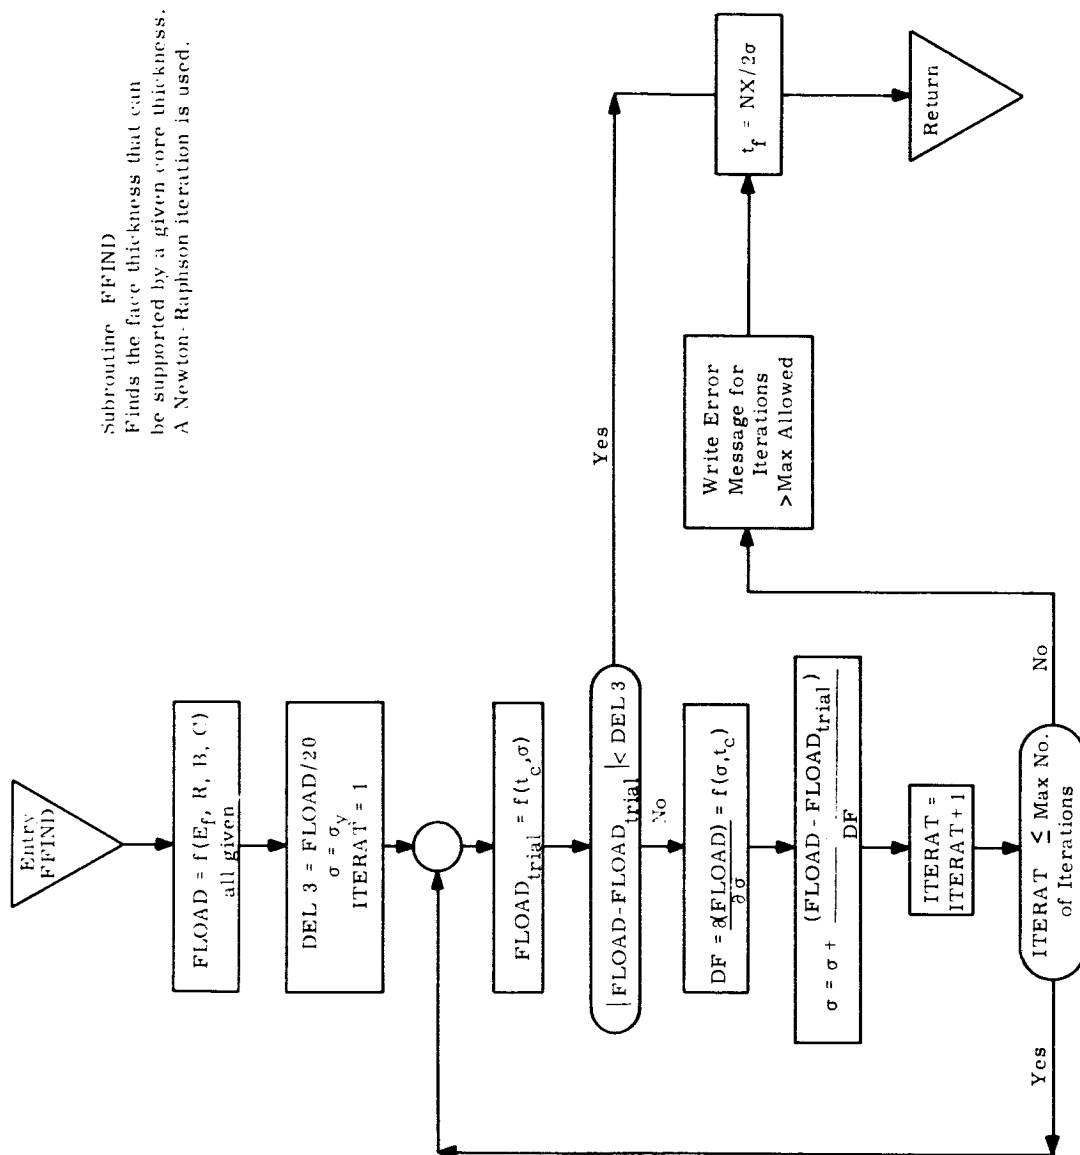 Subroutine FFIND
Finds the face thickness that can
be supported by a given core thickness.
A Newton-Raphson iteration is used.
Entry
FFIND
FLOAD = f(E_f, R, B, C)
all given
DEL 3 = FLOAD/20
σ = σ_y
ITERAT = 1
FLOAD_trial = f(t_c, σ)
|FLOAD-FLOAD_trial| < DEL 3
Yes
No
DF = ∂(FLOAD)/∂σ = f(σ, t_c)
σ = σ + (FLOAD - FLOAD_trial)/DF
ITERAT =
ITERAT + 1
ITERAT ≤ Max No.
of Iterations
Yes
No
Write Error
Message for
Iterations
>Max Allowed
t_f = NX/2σ
Return